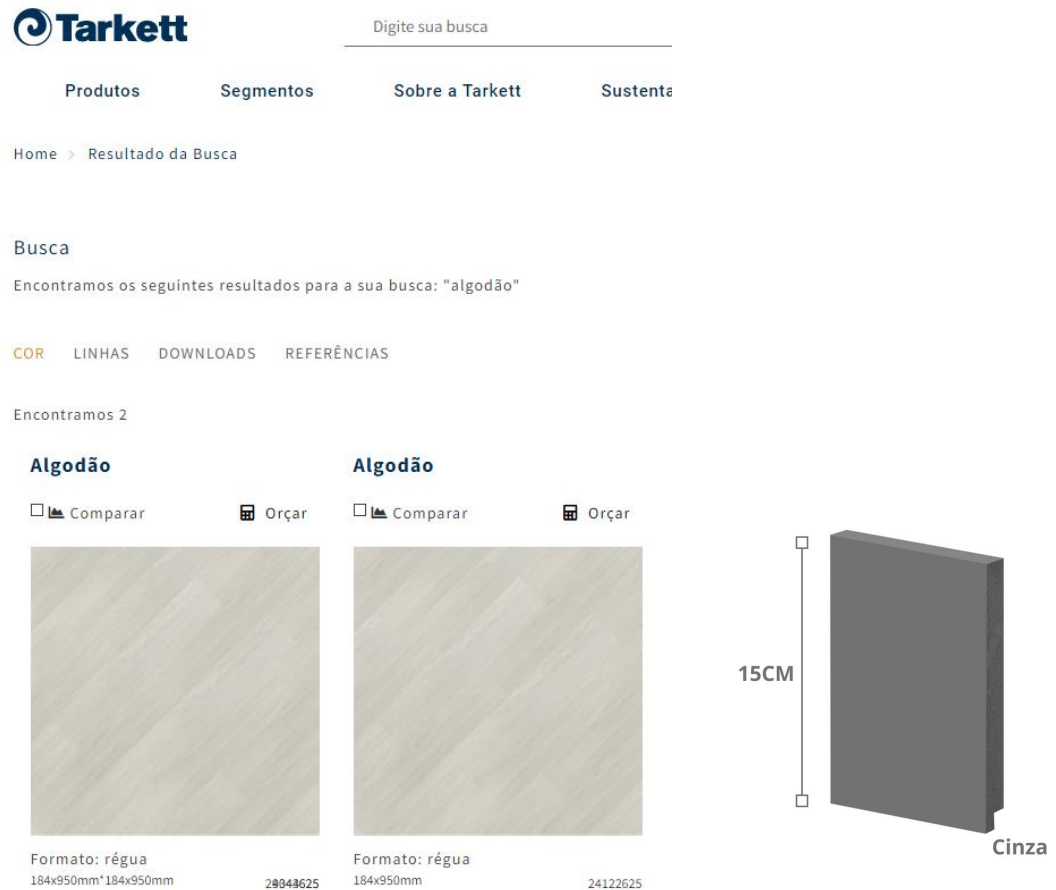 Tarkett
Digite sua busca
Produtos Segmentos Sobre a Tarkett Sustenta
Home > Resultado da Busca
Busca
Encontramos os seguintes resultados para a sua busca: "algodão"
COR LINHAS DOWNLOADS REFERÊNCIAS
Encontramos 2
Algodão
Comparar Orçar
Formato: régua
184x950mm*184x950mm
Algodão
Comparar Orçar
Formato: régua
184x950mm 24122625
15CM
Cinza